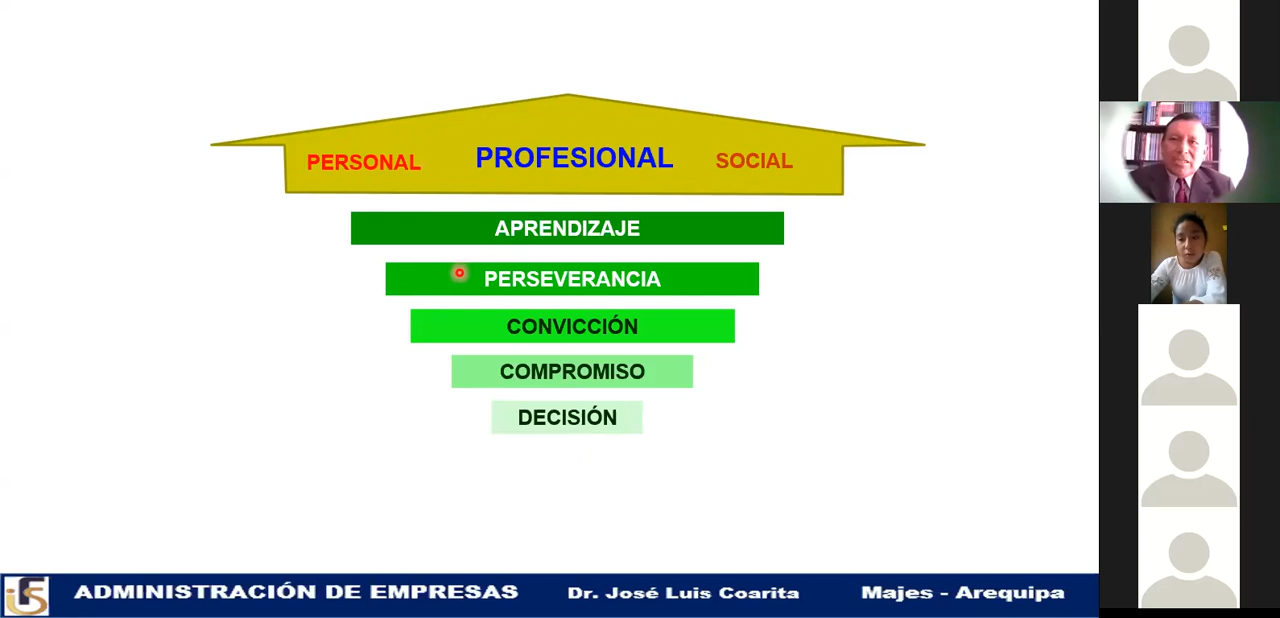 PERSONAL PROFESIONAL SOCIAL
APRENDIZAJE
PERSEVERANCIA
CONVICCIÓN
COMPROMISO
DECISIÓN
ADMINISTRACIÓN DE EMPRESAS Dr. José Luis Coarita Majes - Arequipa